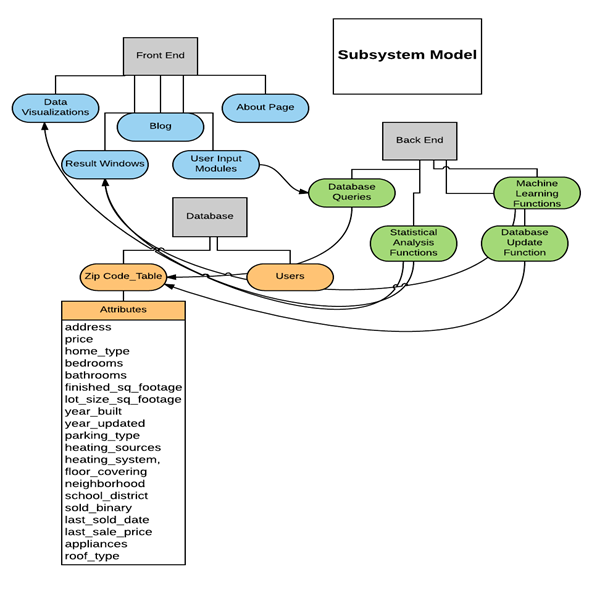 Subsystem Model
Front End
Data
Visualizations
Blog
About Page
Result Windows
User Input
Modules
Back End
Database
Queries
Machine
Learning
Functions
Statistical
Analysis
Functions
Database
Update
Function
Database
Zip Code_Table
Users
Attributes
address
price
home_type
bedrooms
bathrooms
finished_sq_footage
lot_size_sq_footage
year_built
year_updated
parking_type
heating_sources
heating_system,
floor_covering
neighborhood
school_district
sold_binary
last_sold_date
last_sale_price
appliances
roof_type